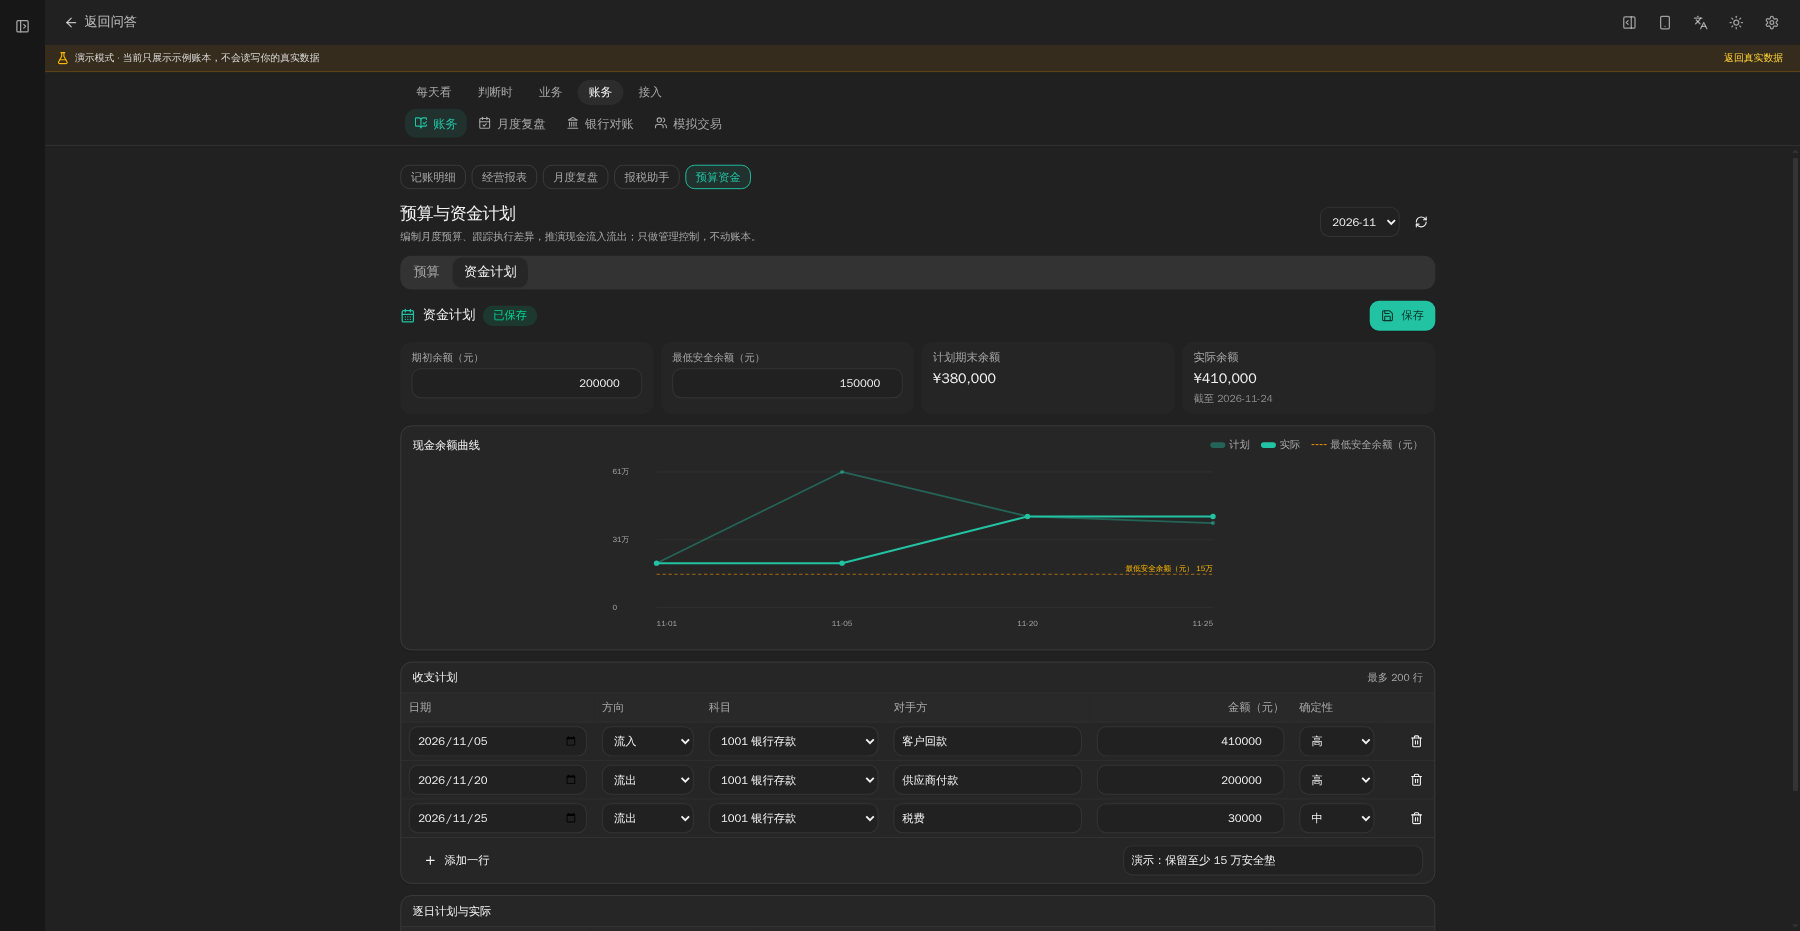 返回问答
演示模式 · 当前只展示示例账本，不会读写你的真实数据
返回真实数据
每天看 判断时 业务 账务 接入
账务 月度复盘 银行对账 模拟交易
记账明细 经营报表 月度复盘 报税助手 预算资金
预算与资金计划
2026-11
编制月度预算、跟踪执行差异，推演现金流入流出；只做管理控制，不动账本。
预算 资金计划
资金计划 已保存 保存
期初余额（元） 最低安全余额（元） 计划期末余额 实际余额
200000 150000 ¥380,000 ¥410,000
截至 2026-11-24
现金余额曲线 计划 实际 最低安全余额（元）
61万
31万
最低安全余额（元） 15万
0
11-01 11-05 11-20 11-25
收支计划 最多 200 行
日期 方向 科目 对手方 金额（元） 确定性
2026/11/05 流入 1001 银行存款 客户回款 410000 高
2026/11/20 流出 1001 银行存款 供应商付款 200000 高
2026/11/25 流出 1001 银行存款 税费 30000 中
添加一行 演示：保留至少 15 万安全垫
逐日计划与实际